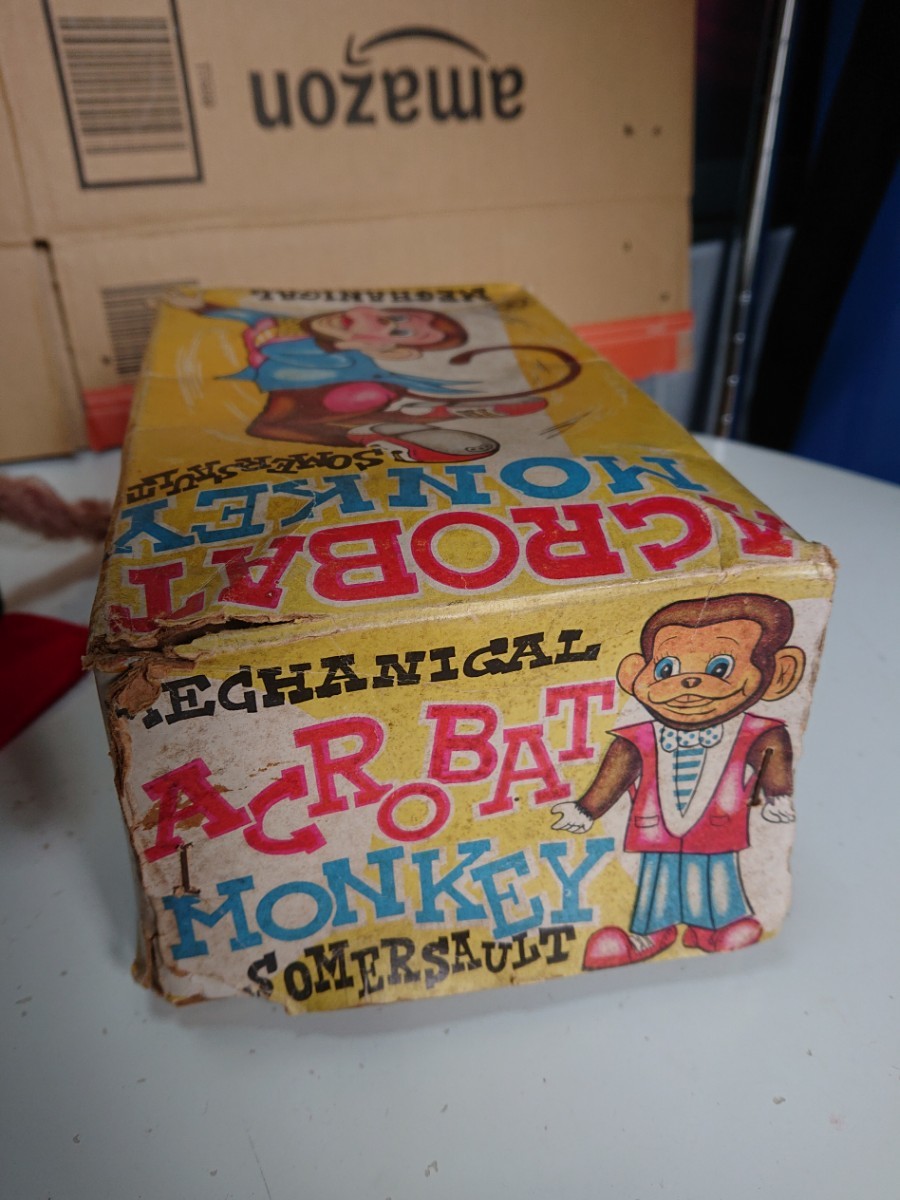 amazon
MECHANICAL
SOMERSAULT
MONKEY
ACROBAT
MECHANICAL
ACROBAT
MONKEY
SOMERSAULT